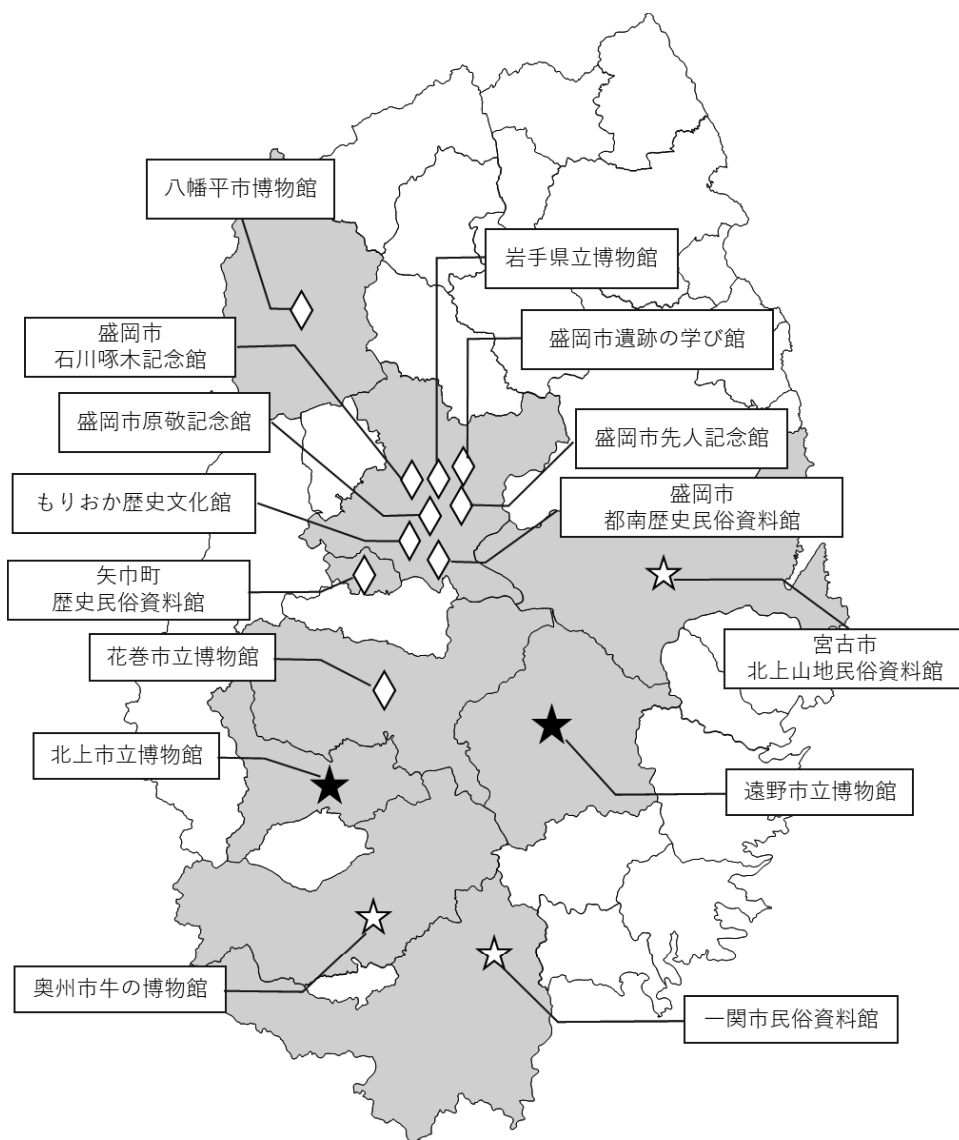 八幡平市博物館
岩手県立博物館
盛岡市
石川啄木記念館
盛岡市遺跡の学び館
盛岡市原敬記念館
盛岡市先人記念館
もりおか歴史文化館
盛岡市
都南歴史民俗資料館
矢巾町
歴史民俗資料館
宮古市
北上山地民俗資料館
花巻市立博物館
北上市立博物館
遠野市立博物館
奥州市牛の博物館
一関市民俗資料館